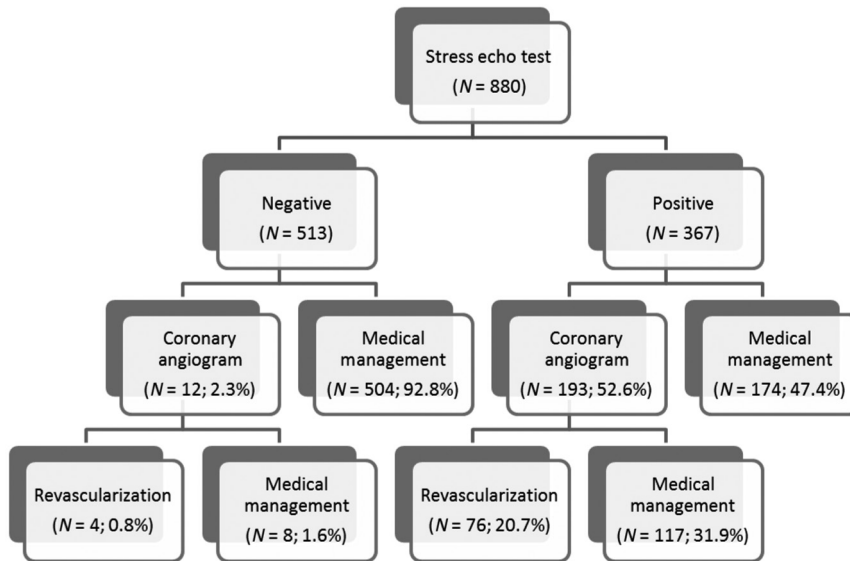 Stress echo test
(N = 880)
Negative
(N = 513)
Positive
(N = 367)
Coronary
angiogram
(N = 12; 2.3%)
Medical
management
(N = 504; 92.8%)
Coronary
angiogram
(N = 193; 52.6%)
Medical
management
(N = 174; 47.4%)
Revascularization
(N = 4; 0.8%)
Medical
management
(N = 8; 1.6%)
Revascularization
(N = 76; 20.7%)
Medical
management
(N = 117; 31.9%)